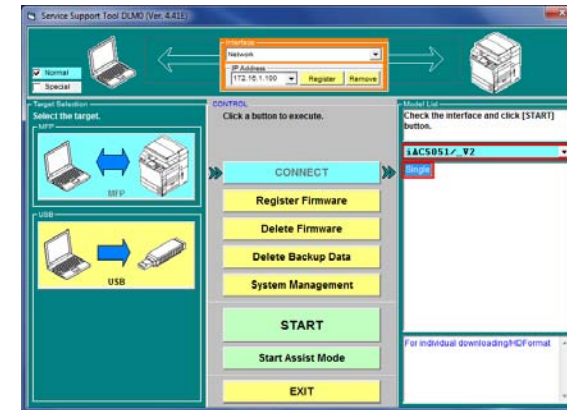 Service Support Tool DLM0 (Ver. 4.41E)
Normal
Special
Interface
Network
IP Address
172.16.1.100
Register
Remove
Target Selection
Select the target.
MFP
MFP
USB
USB
CONTROL
Click a button to execute.
CONNECT
Register Firmware
Delete Firmware
Delete Backup Data
System Management
START
Start Assist Mode
EXIT
Model List
Check the interface and click [START]
button.
iAC5051/_V2
Single
For individual downloading/HDFormat